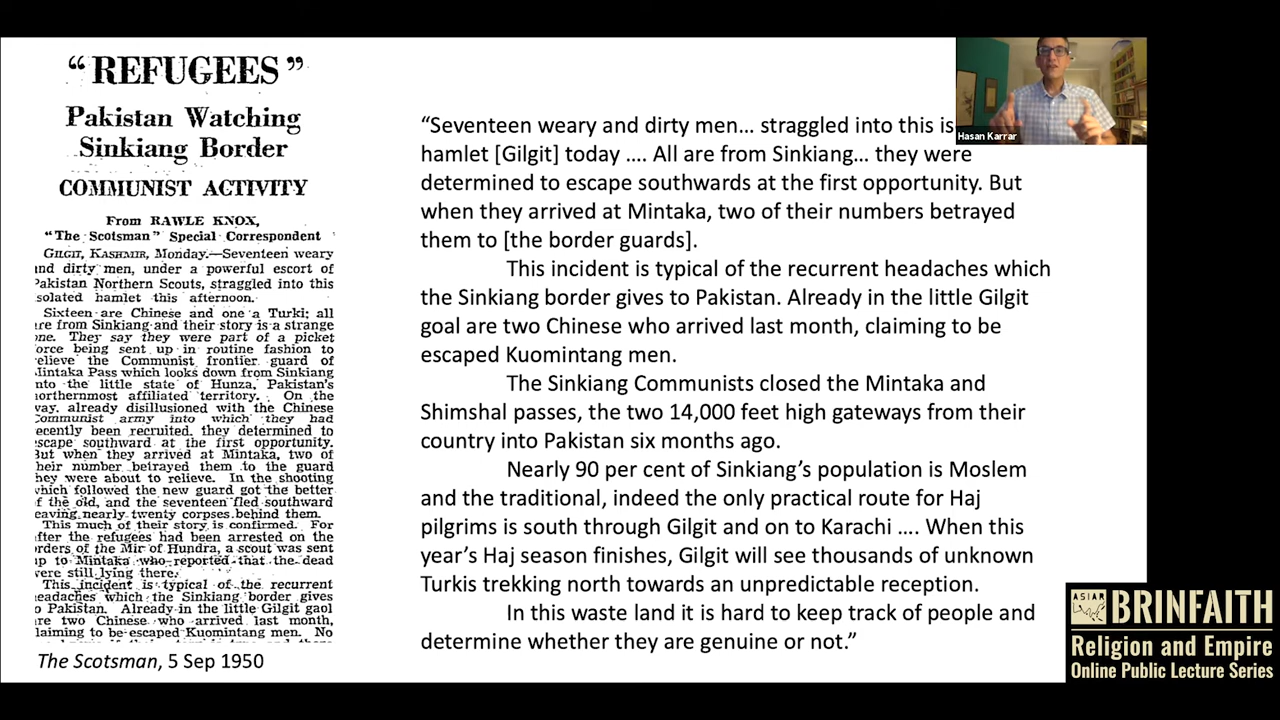 “REFUGEES”
Pakistan Watching
Sinkiang Border
COMMUNIST ACTIVITY
From RAWLE KNOX,
“The Scotsman” Special Correspondent
GILGIT, KASHMIR, Monday.—Seventeen weary
and dirty men, under a powerful escort of
Pakistan Northern Scouts, straggled into this
isolated hamlet this afternoon.
Sixteen are Chinese and one a Turki; all
are from Sinkiang and their story is a strange
one. They say they were part of a picket
force being sent up in routine fashion to
relieve the Communist frontier guard of
Mintaka Pass which looks down from Sinkiang
into the little state of Hunza, Pakistan's
northernmost affiliated territory. On the
way, already disillusioned with the Chinese
Communist army into which they had
recently been recruited, they determined to
escape southward at the first opportunity.
But when they arrived at Mintaka, two of
their number betrayed them to the guard
they were about to relieve. In the shooting
which followed the new guard got the better
of the old, and the seventeen fled southward
leaving nearly twenty corpses behind them.
This much of their story is confirmed. For
after the refugees had been arrested on the
orders of the Mir of Hundra, a scout was sent
up to Mintaka who reported that the dead
were still lying there.
This incident is typical of the recurrent
headaches which the Sinkiang border gives
to Pakistan. Already in the little Gilgit gaol
are two Chinese who arrived last month,
claiming to be escaped Kuomintang men. No
The Scotsman, 5 Sep 1950
“Seventeen weary and dirty men… straggled into this is
hamlet [Gilgit] today …. All are from Sinkiang… they were
determined to escape southwards at the first opportunity. But
when they arrived at Mintaka, two of their numbers betrayed
them to [the border guards].
This incident is typical of the recurrent headaches which
the Sinkiang border gives to Pakistan. Already in the little Gilgit
goal are two Chinese who arrived last month, claiming to be
escaped Kuomintang men.
The Sinkiang Communists closed the Mintaka and
Shimshal passes, the two 14,000 feet high gateways from their
country into Pakistan six months ago.
Nearly 90 per cent of Sinkiang’s population is Moslem
and the traditional, indeed the only practical route for Haj
pilgrims is south through Gilgit and on to Karachi …. When this
year’s Haj season finishes, Gilgit will see thousands of unknown
Turkis trekking north towards an unpredictable reception.
In this waste land it is hard to keep track of people and
determine whether they are genuine or not.”
Hasan Karrar
ASIAR
BRINFAITH
Religion and Empire
Online Public Lecture Series